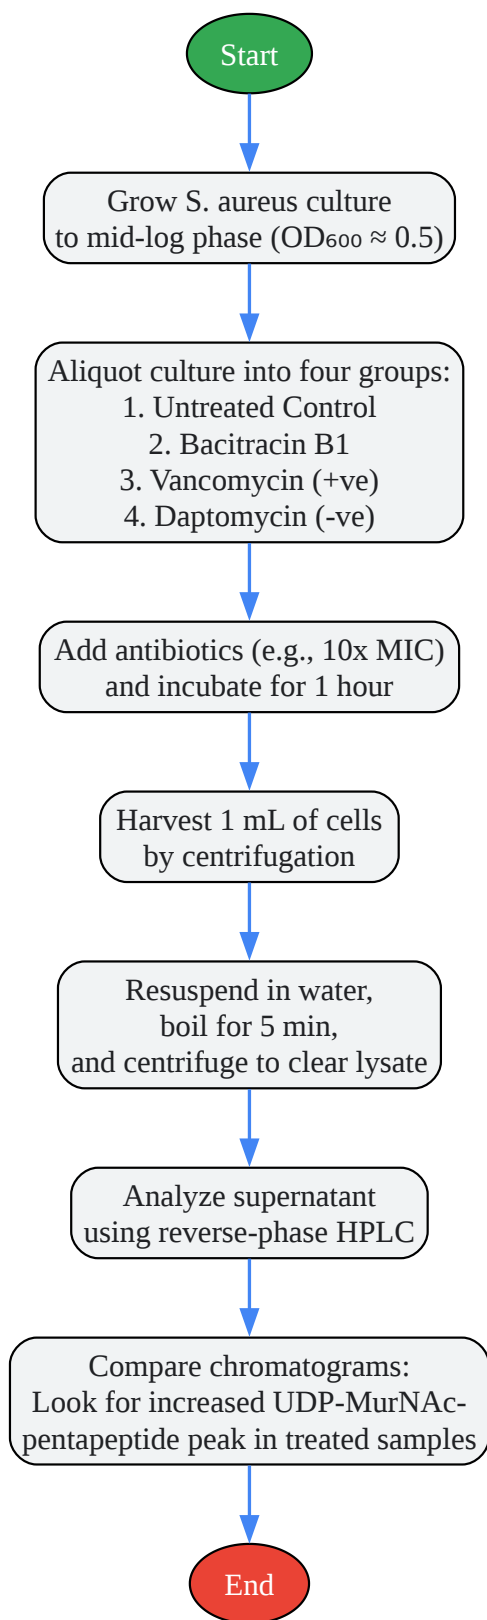 Start
Grow S. aureus culture
to mid-log phase (OD₆₀₀ ≈ 0.5)
Aliquot culture into four groups:
1. Untreated Control
2. Bacitracin B1
3. Vancomycin (+ve)
4. Daptomycin (-ve)
Add antibiotics (e.g., 10x MIC)
and incubate for 1 hour
Harvest 1 mL of cells
by centrifugation
Resuspend in water,
boil for 5 min,
and centrifuge to clear lysate
Analyze supernatant
using reverse-phase HPLC
Compare chromatograms:
Look for increased UDP-MurNAc-
pentapeptide peak in treated samples
End